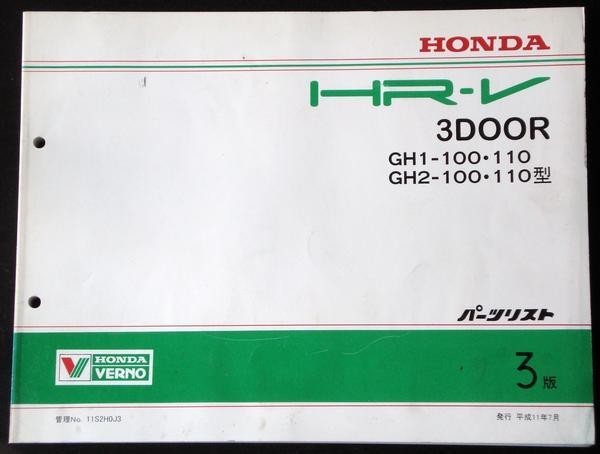 HONDA
HR-V
3DOOR
GH1-100・110
GH2-100・110型
パーツリスト
HONDA
VERNO
3版
管理No. 11S2H0J3
発行 平成11年7月